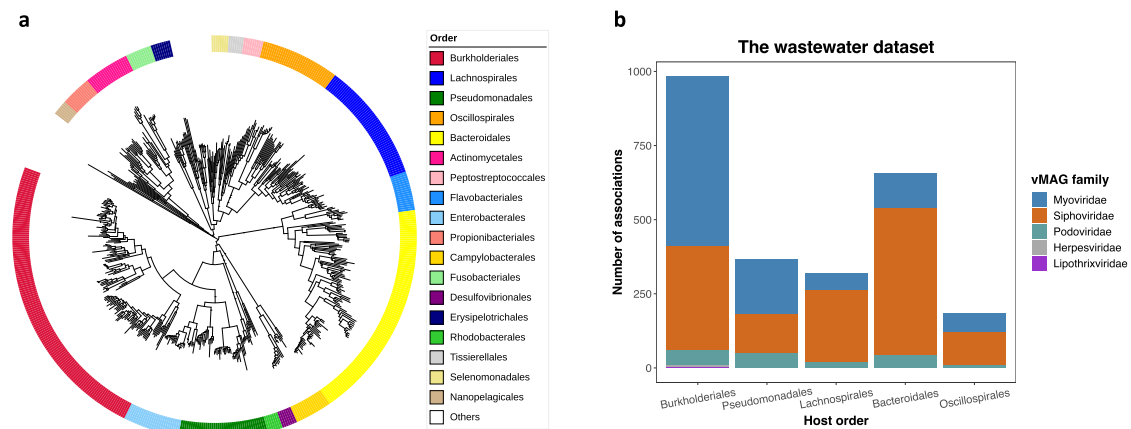 a
Order
Burkholderiales
Lachnospirales
Pseudomonadales
Oscillospirales
Bacteroidales
Actinomycetales
Peptostreptococcales
Flavobacteriales
Enterobacterales
Propionibacteriales
Campylobacterales
Fusobacteriales
Desulfovibrionales
Erysipelotrichales
Rhodobacterales
Tissierellales
Selenomonadales
Nanopelagicales
Others
b
The wastewater dataset
Number of associations
1000
750
500
250
0
Burkholderiales
Pseudomonadales
Lachnospirales
Bacteroidales
Oscillospirales
Host order
vMAG family
Myoviridae
Siphoviridae
Podoviridae
Herpesviridae
Lipothrixviridae